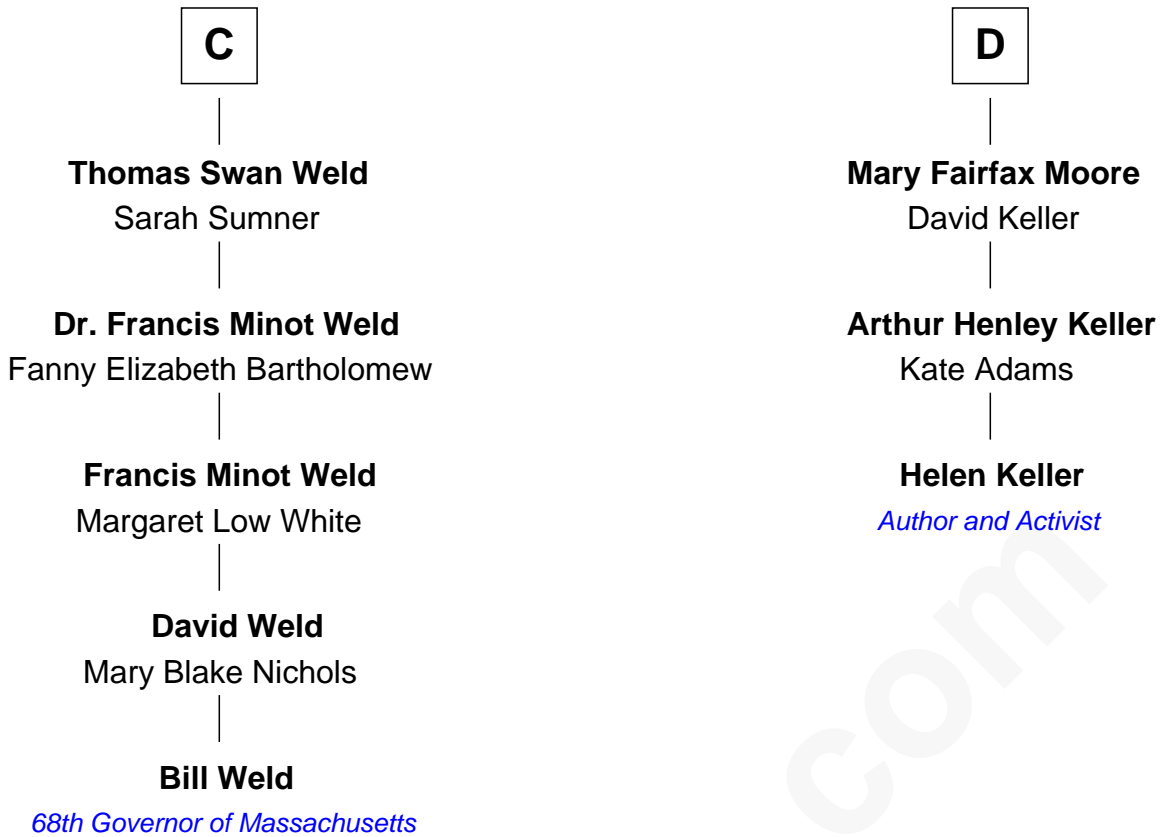 C
Thomas Swan Weld
Sarah Sumner
Dr. Francis Minot Weld
Fanny Elizabeth Bartholomew
Francis Minot Weld
Margaret Low White
David Weld
Mary Blake Nichols
Bill Weld
68th Governor of Massachusetts
D
Mary Fairfax Moore
David Keller
Arthur Henley Keller
Kate Adams
Helen Keller
Author and Activist
com